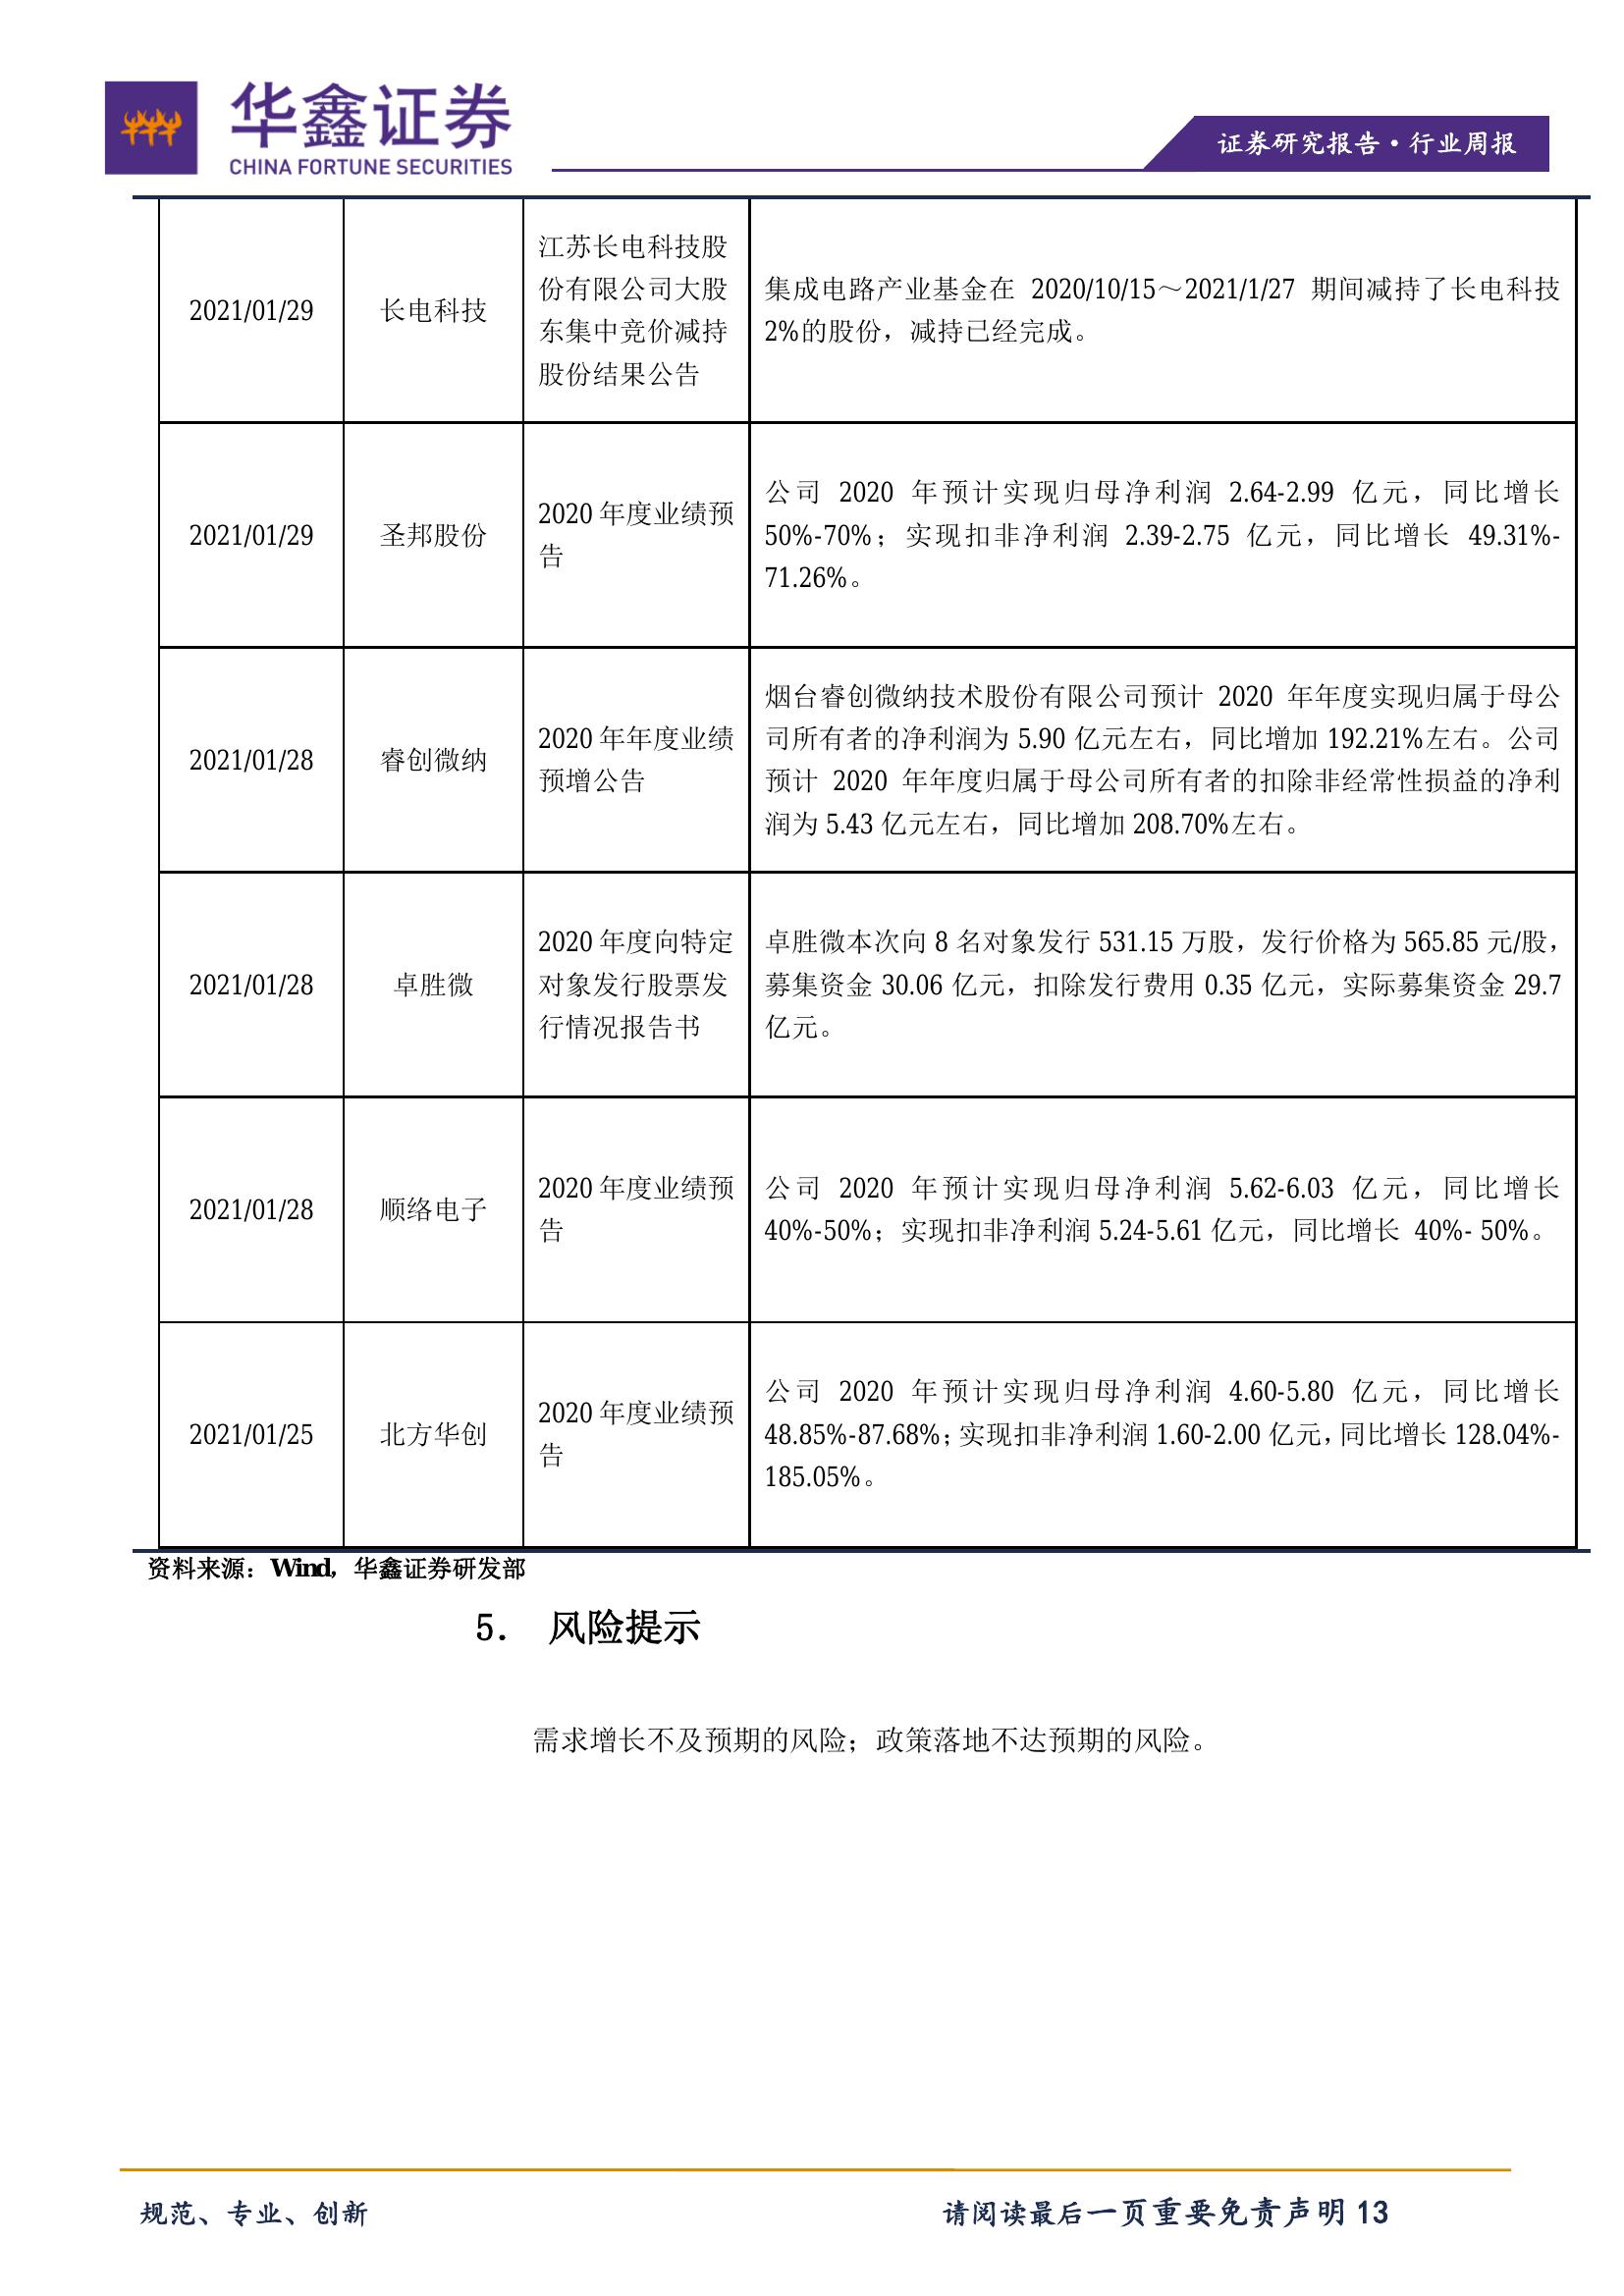 华鑫证券
CHINA FORTUNE SECURITIES
证券研究报告·行业周报
2021/01/29
长电科技
江苏长电科技股
份有限公司大股
东集中竞价减持
股份结果公告
集成电路产业基金在 2020/10/15～2021/1/27 期间减持了长电科技
2%的股份，减持已经完成。
2021/01/29
圣邦股份
2020 年度业绩预
告
公司 2020 年预计实现归母净利润 2.64-2.99 亿元，同比增长
50%-70%；实现扣非净利润 2.39-2.75 亿元，同比增长 49.31%-
71.26%。
2021/01/28
睿创微纳
2020 年年度业绩
预增公告
烟台睿创微纳技术股份有限公司预计 2020 年年度实现归属于母公
司所有者的净利润为 5.90 亿元左右，同比增加 192.21%左右。公司
预计 2020 年年度归属于母公司所有者的扣除非经常性损益的净利
润为 5.43 亿元左右，同比增加 208.70%左右。
2021/01/28
卓胜微
2020 年度向特定
对象发行股票发
行情况报告书
卓胜微本次向 8 名对象发行 531.15 万股，发行价格为 565.85 元/股，
募集资金 30.06 亿元，扣除发行费用 0.35 亿元，实际募集资金 29.7
亿元。
2021/01/28
顺络电子
2020 年度业绩预
告
公司 2020 年预计实现归母净利润 5.62-6.03 亿元，同比增长
40%-50%；实现扣非净利润 5.24-5.61 亿元，同比增长 40%- 50%。
2021/01/25
北方华创
2020 年度业绩预
告
公司 2020 年预计实现归母净利润 4.60-5.80 亿元，同比增长
48.85%-87.68%；实现扣非净利润 1.60-2.00 亿元，同比增长 128.04%-
185.05%。
资料来源：Wind，华鑫证券研发部
5. 风险提示
需求增长不及预期的风险；政策落地不达预期的风险。
规范、专业、创新
请阅读最后一页重要免责声明 13